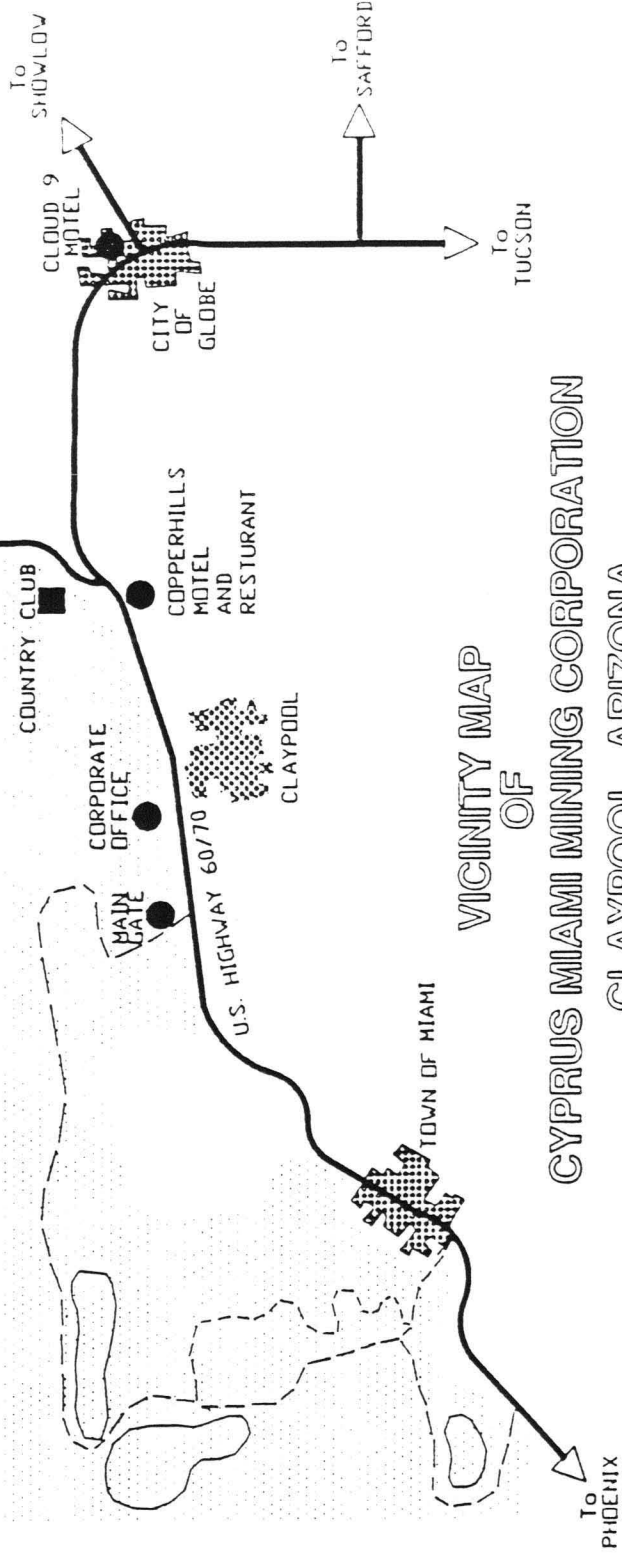 To
SHOWLOW
CLOUD 9
MOTEL
CITY
OF
GLOBE
To
SAFFORD
To
TUCSON
COUNTRY CLUB
COPPERHILLS
MOTEL
AND
RESTURANT
CORPORATE
OFFICE
MAIN
GATE
U.S. HIGHWAY 60/70
CLAYPOOL
TOWN OF MIAMI
To
PHOENIX
VICINITY MAP
OF
CYPRUS MIAMI MINING CORPORATION
CLAYPOOL, ARIZONA